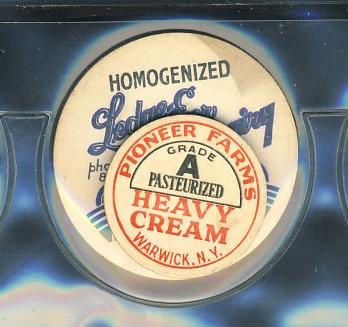 HOMOGENIZED
PIONEER FARMS
GRADE
A
PASTEURIZED
HEAVY
CREAM
WARWICK, N.Y.